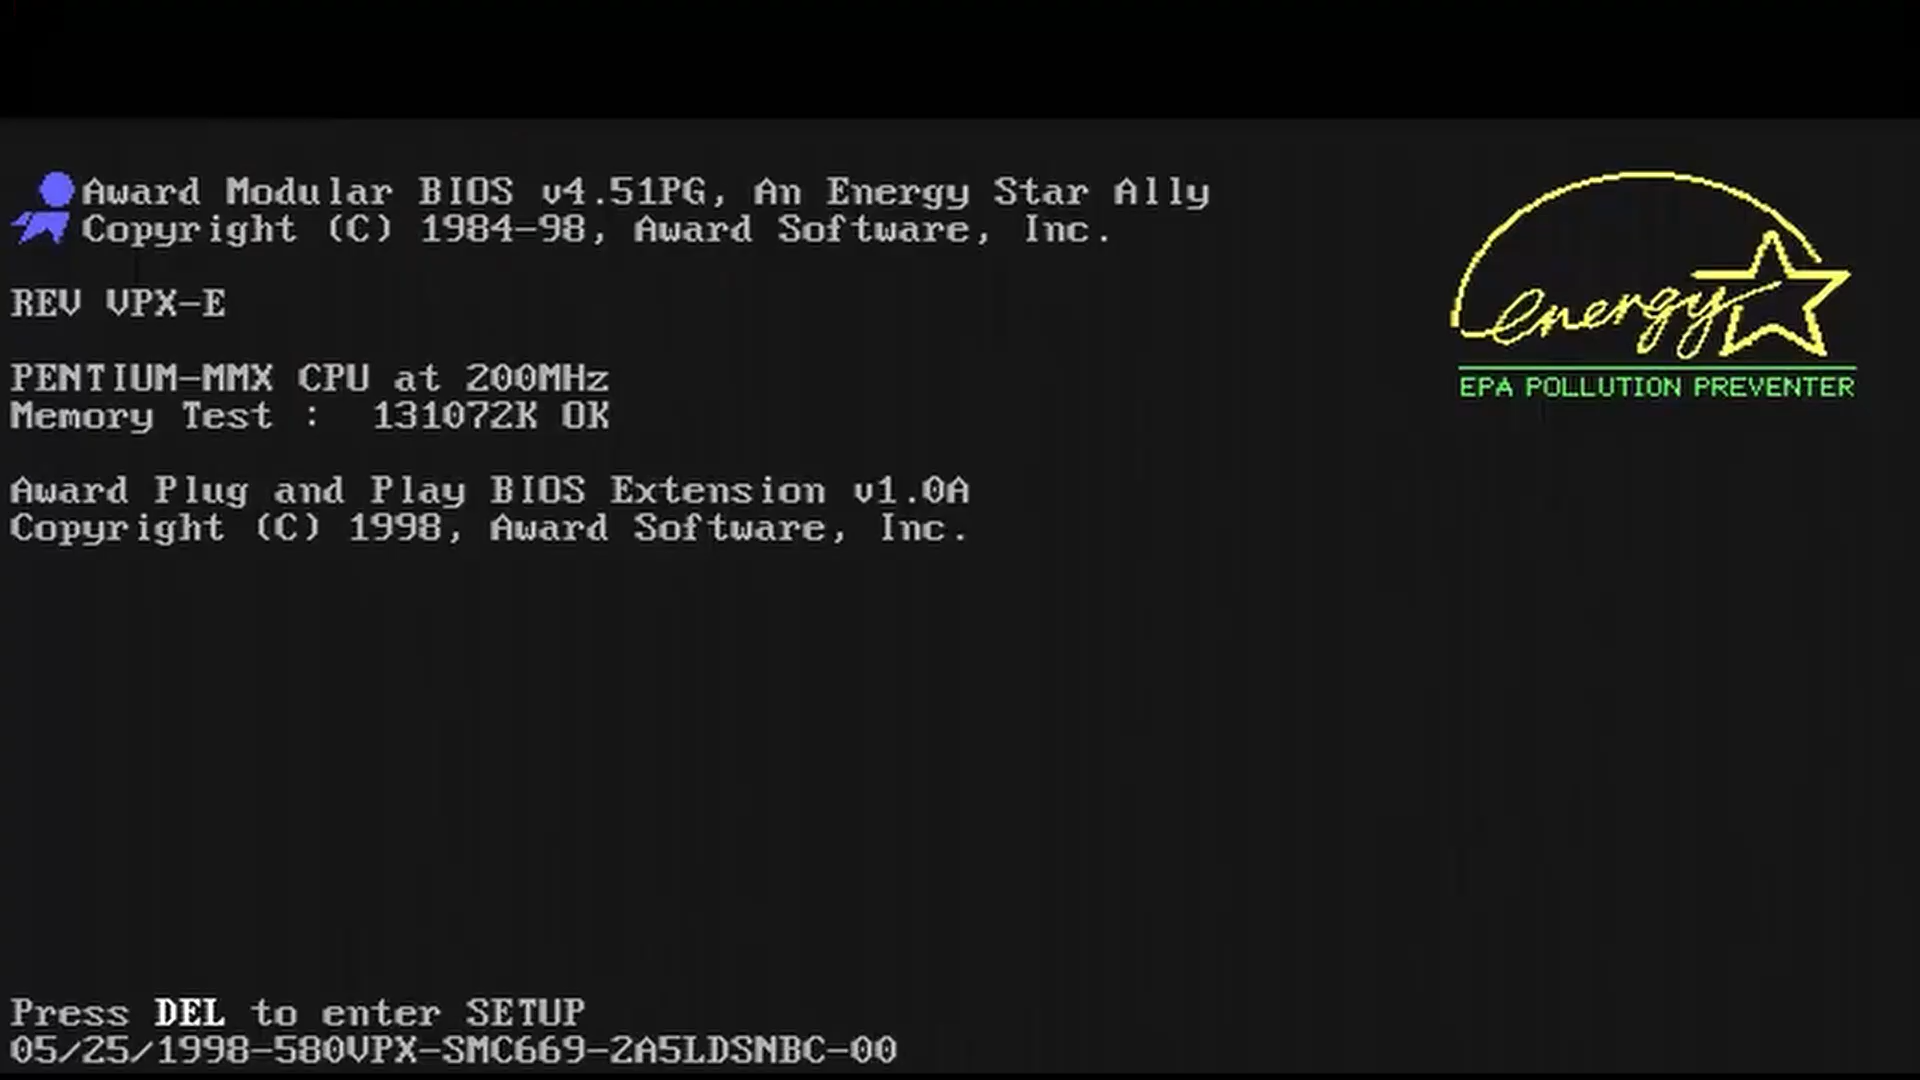 Award Modular BIOS v4.51PG, An Energy Star Ally
Copyright (C) 1984-98, Award Software, Inc.
energy
EPA POLLUTION PREVENTER
REV VPX-E
PENTIUM-MMX CPU at 200MHz
Memory Test :  131072K OK
Award Plug and Play BIOS Extension v1.0A
Copyright (C) 1998, Award Software, Inc.
Press DEL to enter SETUP
05/25/1998-580VPX-SMC669-2A5LDSNBC-00